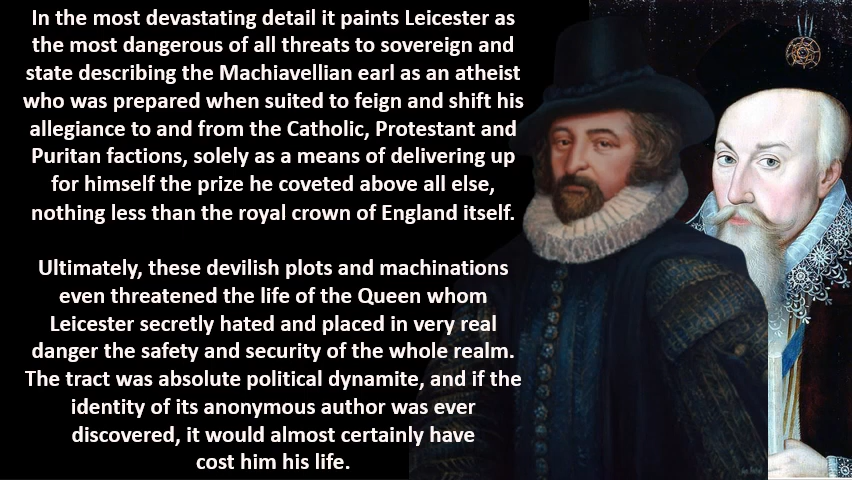 In the most devastating detail it paints Leicester as
the most dangerous of all threats to sovereign and
state describing the Machiavellian earl as an atheist
who was prepared when suited to feign and shift his
allegiance to and from the Catholic, Protestant and
Puritan factions, solely as a means of delivering up
for himself the prize he coveted above all else,
nothing less than the royal crown of England itself.
Ultimately, these devilish plots and machinations
even threatened the life of the Queen whom
Leicester secretly hated and placed in very real
danger the safety and security of the whole realm.
The tract was absolute political dynamite, and if the
identity of its anonymous author was ever
discovered, it would almost certainly have
cost him his life.